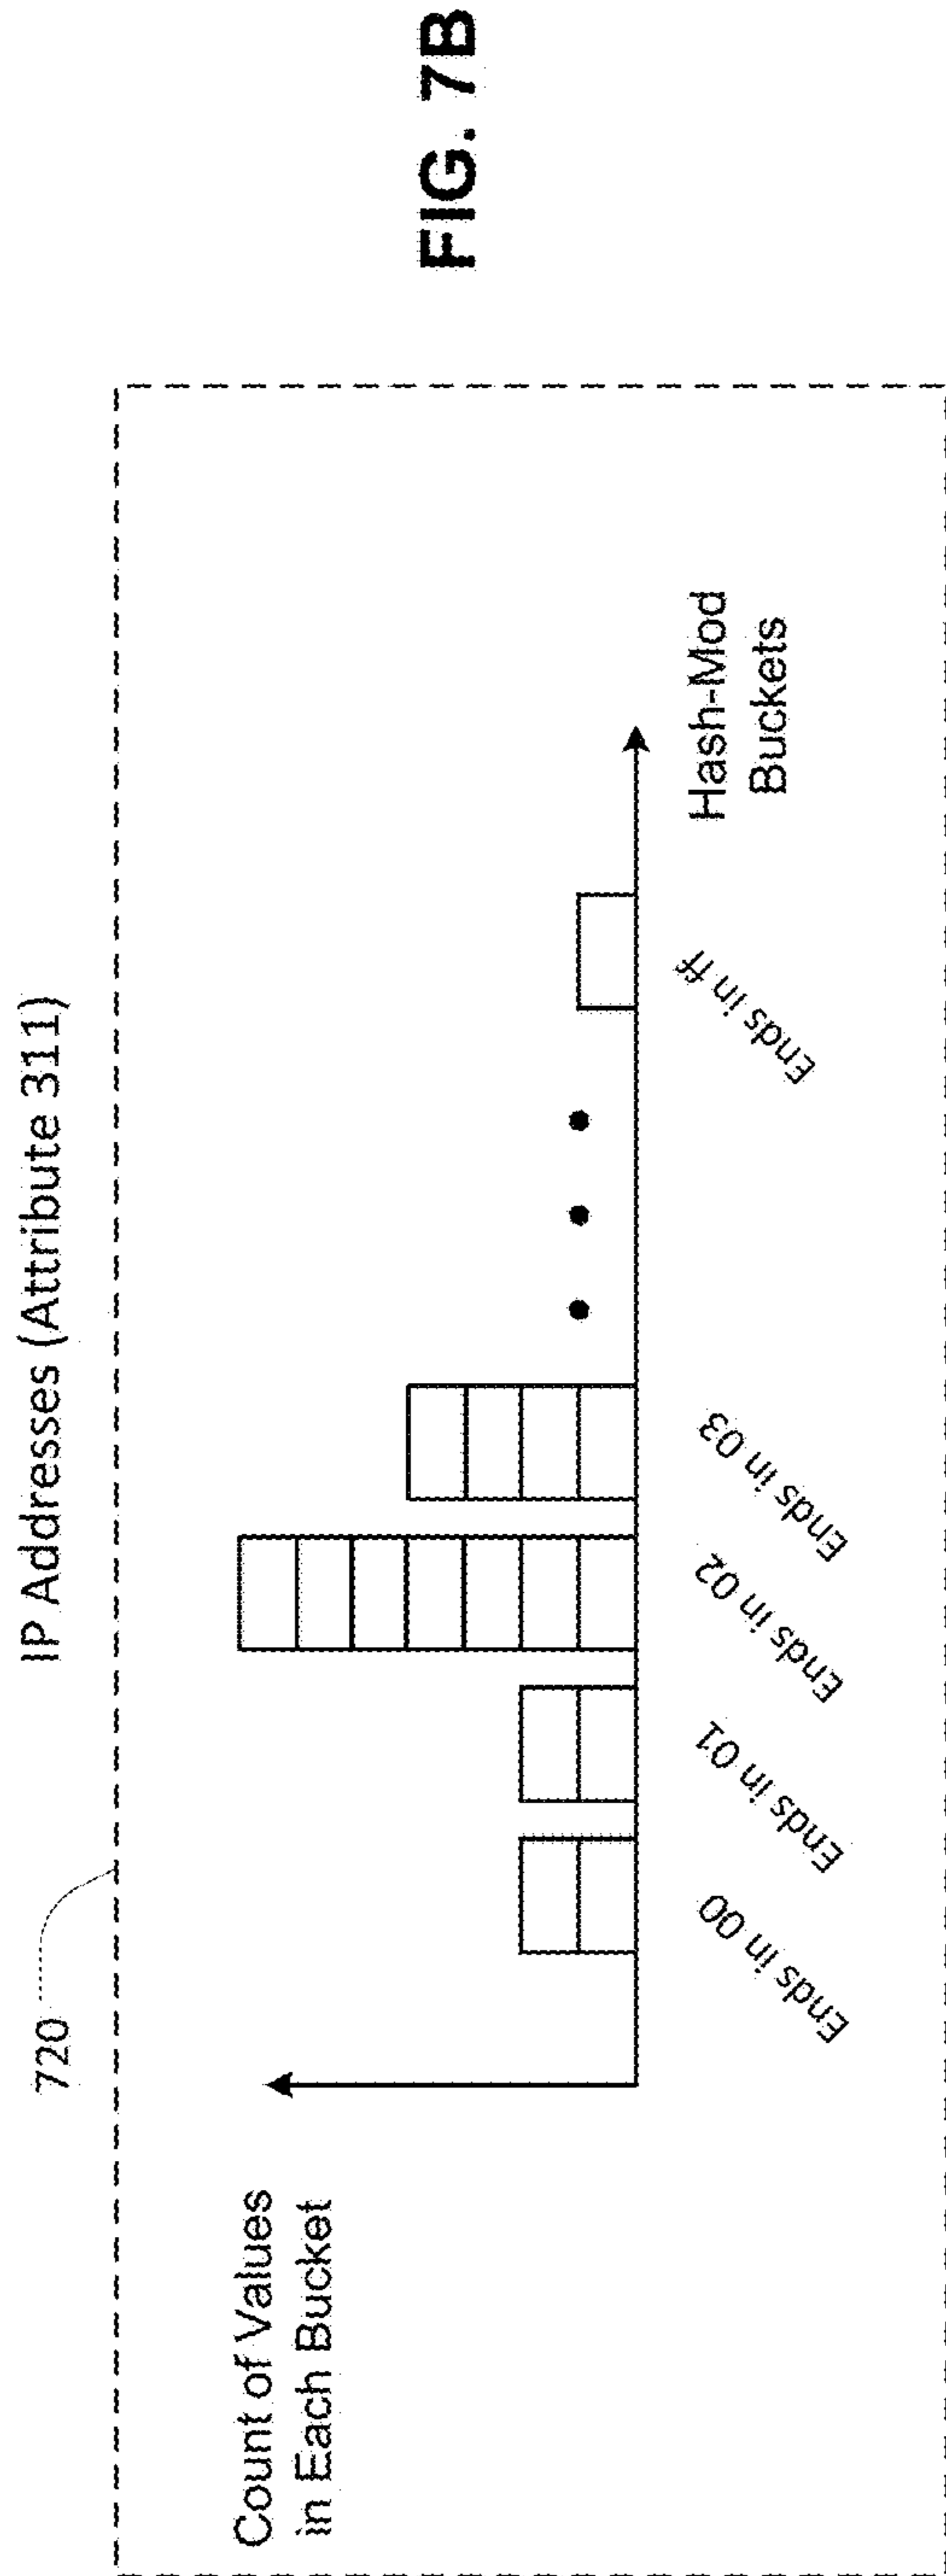 IP Addresses (Attribute 311)
720
Count of Values
in Each Bucket
Ends in 00
Ends in 01
Ends in 02
Ends in 03
Ends in ff
Hash-Mod
Buckets
FIG. 7B